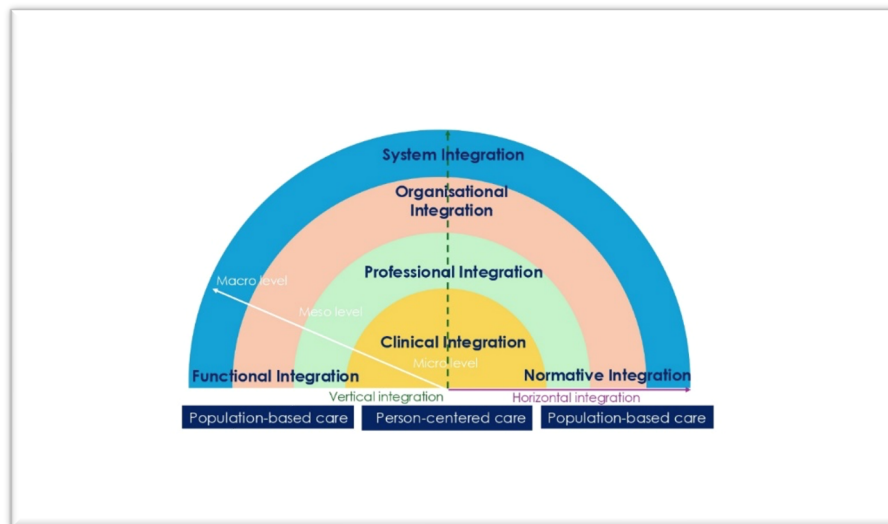 System Integration
Organisational
Integration
Professional Integration
Macro level
Meso level
Clinical Integration
Micro level
Functional Integration
Normative Integration
Vertical integration
Horizontal integration
Population-based care
Person-centered care
Population-based care